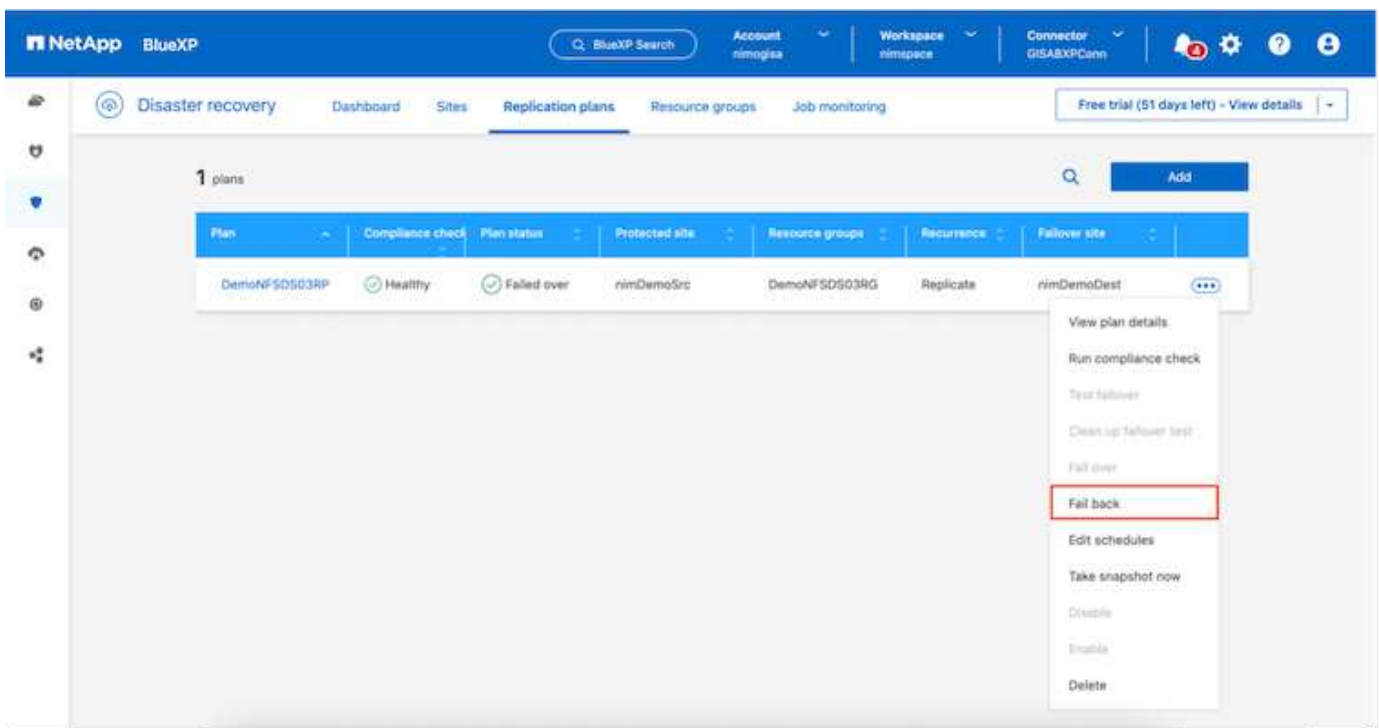 NetApp BlueXP
BlueXP Search
Account
nimogisa
Workspace
nimspace
Connector
GISABXPConn
4
Disaster recovery
Dashboard
Sites
Replication plans
Resource groups
Job monitoring
Free trial (51 days left) - View details
1 plans
Add
Plan
Compliance check
Plan status
Protected site
Resource groups
Recurrence
Failover site
DemoNFSDS03RP
Healthy
Failed over
nimDemoSrc
DemoNFSDS03RG
Replicate
nimDemoDest
View plan details
Run compliance check
Test failover
Clean up failover test
Fail over
Fail back
Edit schedules
Take snapshot now
Disable
Enable
Delete